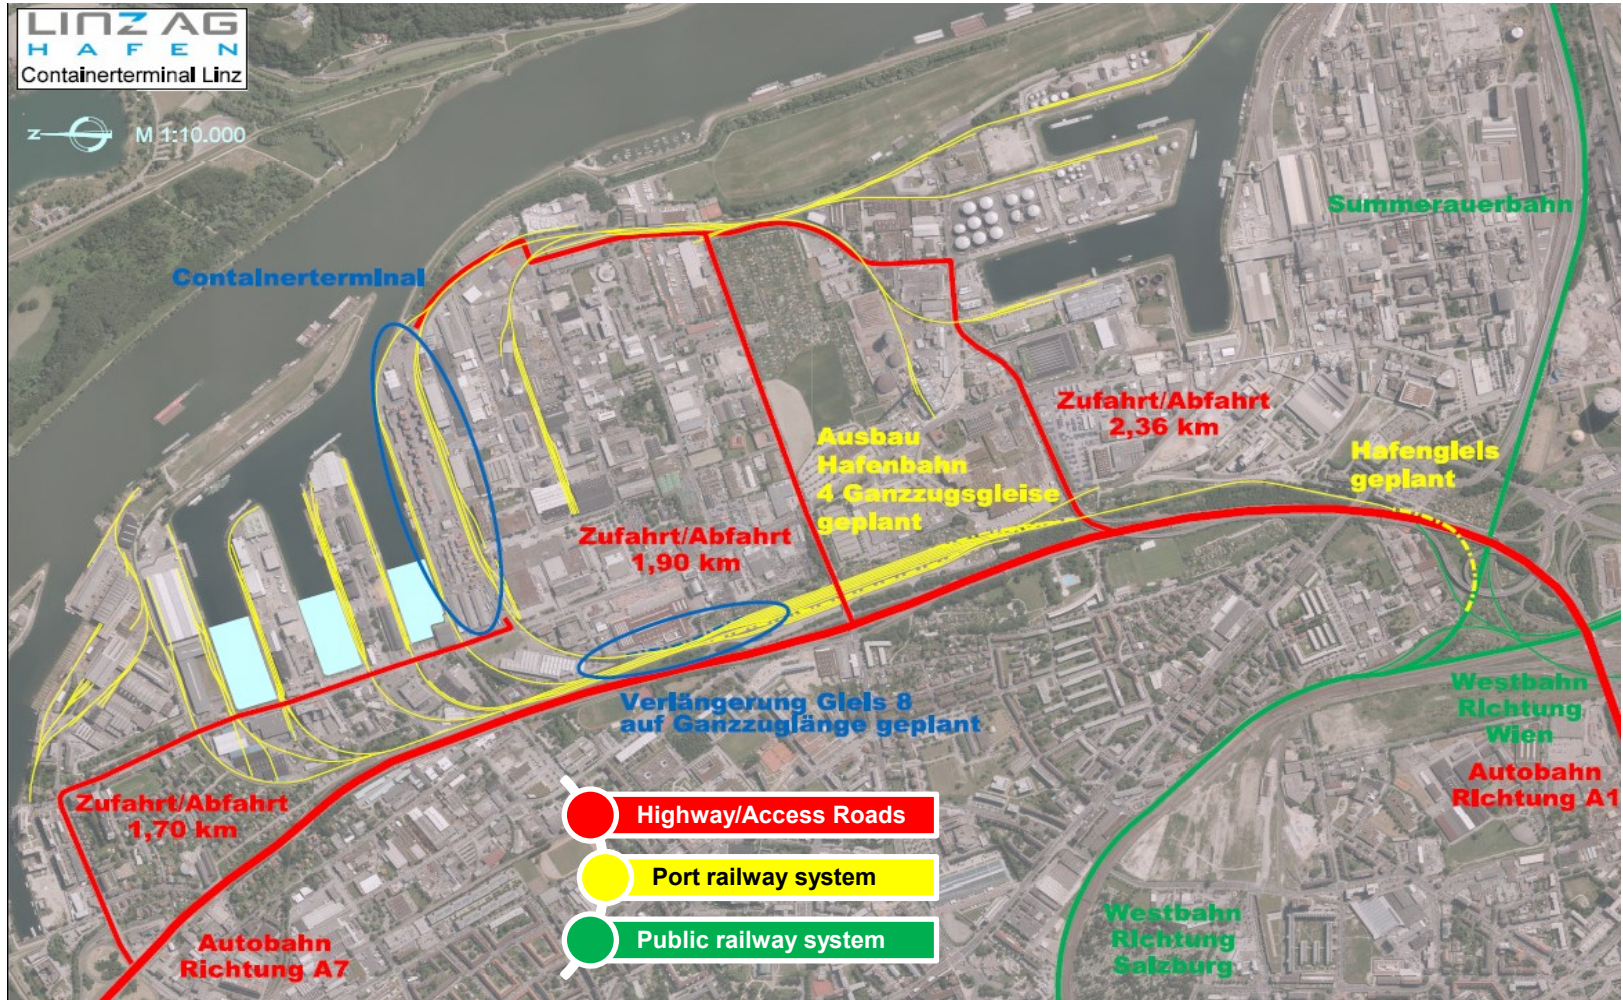 LINZ AG
HAFEN
Containerterminal Linz
Z
M 1:10.000
Summerauerbahn
Containerterminal
Zufahrt/Abfahrt
2,36 km
Ausbau
Hafenbahn
4 Ganzzugsgleise
geplant
Hafengleis
geplant
Zufahrt/Abfahrt
1,90 km
Verlängerung Gleis 8
auf Ganzzuglänge geplant
Westbahn
Richtung
Wien
Autobahn
Richtung A1
Zufahrt/Abfahrt
1,70 km
Highway/Access Roads
Port railway system
Public railway system
Autobahn
Richtung A7
Westbahn
Richtung
Salzburg